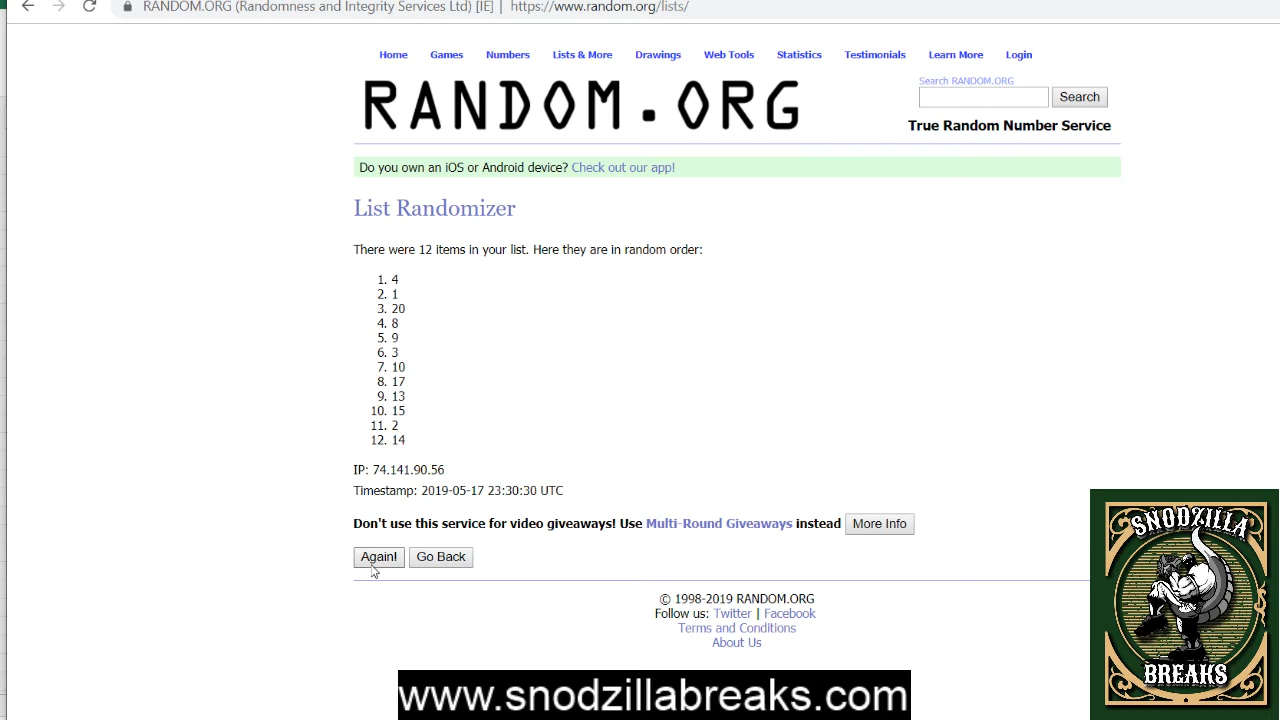 RANDOM.ORG (Randomness and Integrity Services Ltd) [IE] | https://www.random.org/lists/
Home Games Numbers Lists & More Drawings Web Tools Statistics Testimonials Learn More Login
RANDOM.ORG
Search RANDOM.ORG
Search
True Random Number Service
Do you own an iOS or Android device? Check out our app!
List Randomizer
There were 12 items in your list. Here they are in random order:
1. 4
2. 1
3. 20
4. 8
5. 9
6. 3
7. 10
8. 17
9. 13
10. 15
11. 2
12. 14
IP: 74.141.90.56
Timestamp: 2019-05-17 23:30:30 UTC
Don't use this service for video giveaways! Use Multi-Round Giveaways instead More Info
Again! Go Back
© 1998-2019 RANDOM.ORG
Follow us: Twitter | Facebook
Terms and Conditions
About Us
SNODZILLA
BREAKS
www.snodzillabreaks.com